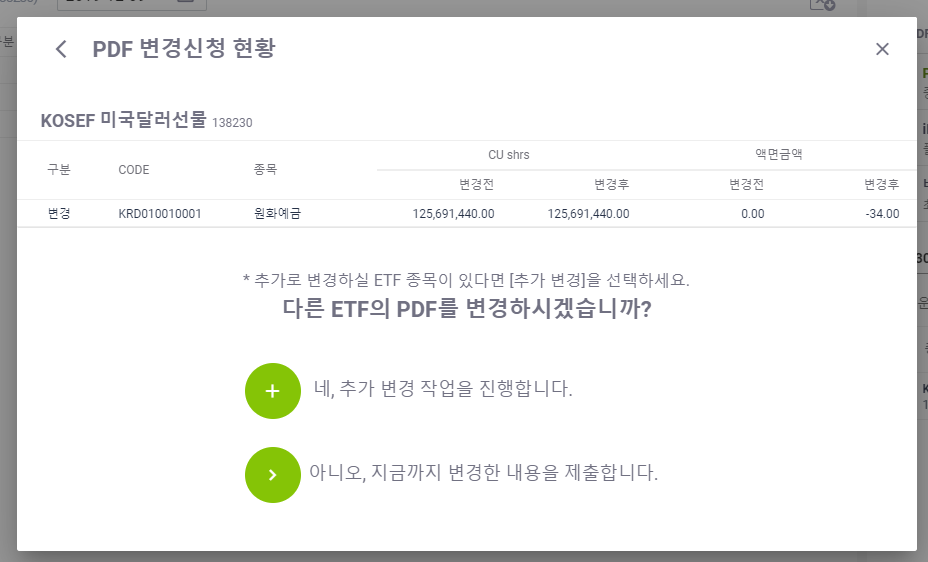 PDF 변경신청 현황
KOSEF 미국달러선물 138230
구분 CODE 종목 CU shrs 액면금액
변경전 변경후 변경전 변경후
변경 KRD010010001 원화예금 125,691,440.00 125,691,440.00 0.00 -34.00
* 추가로 변경하실 ETF 종목이 있다면 [추가 변경]을 선택하세요.
다른 ETF의 PDF를 변경하시겠습니까?
네, 추가 변경 작업을 진행합니다.
아니오, 지금까지 변경한 내용을 제출합니다.